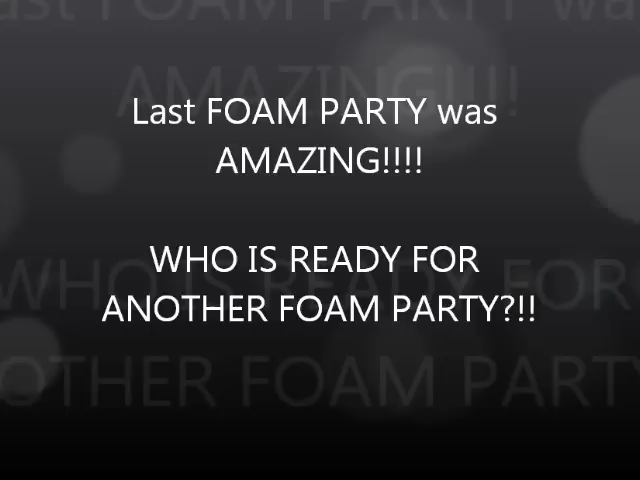 Last FOAM PARTY was
AMAZING!!!!
WHO IS READY FOR
ANOTHER FOAM PARTY?!!